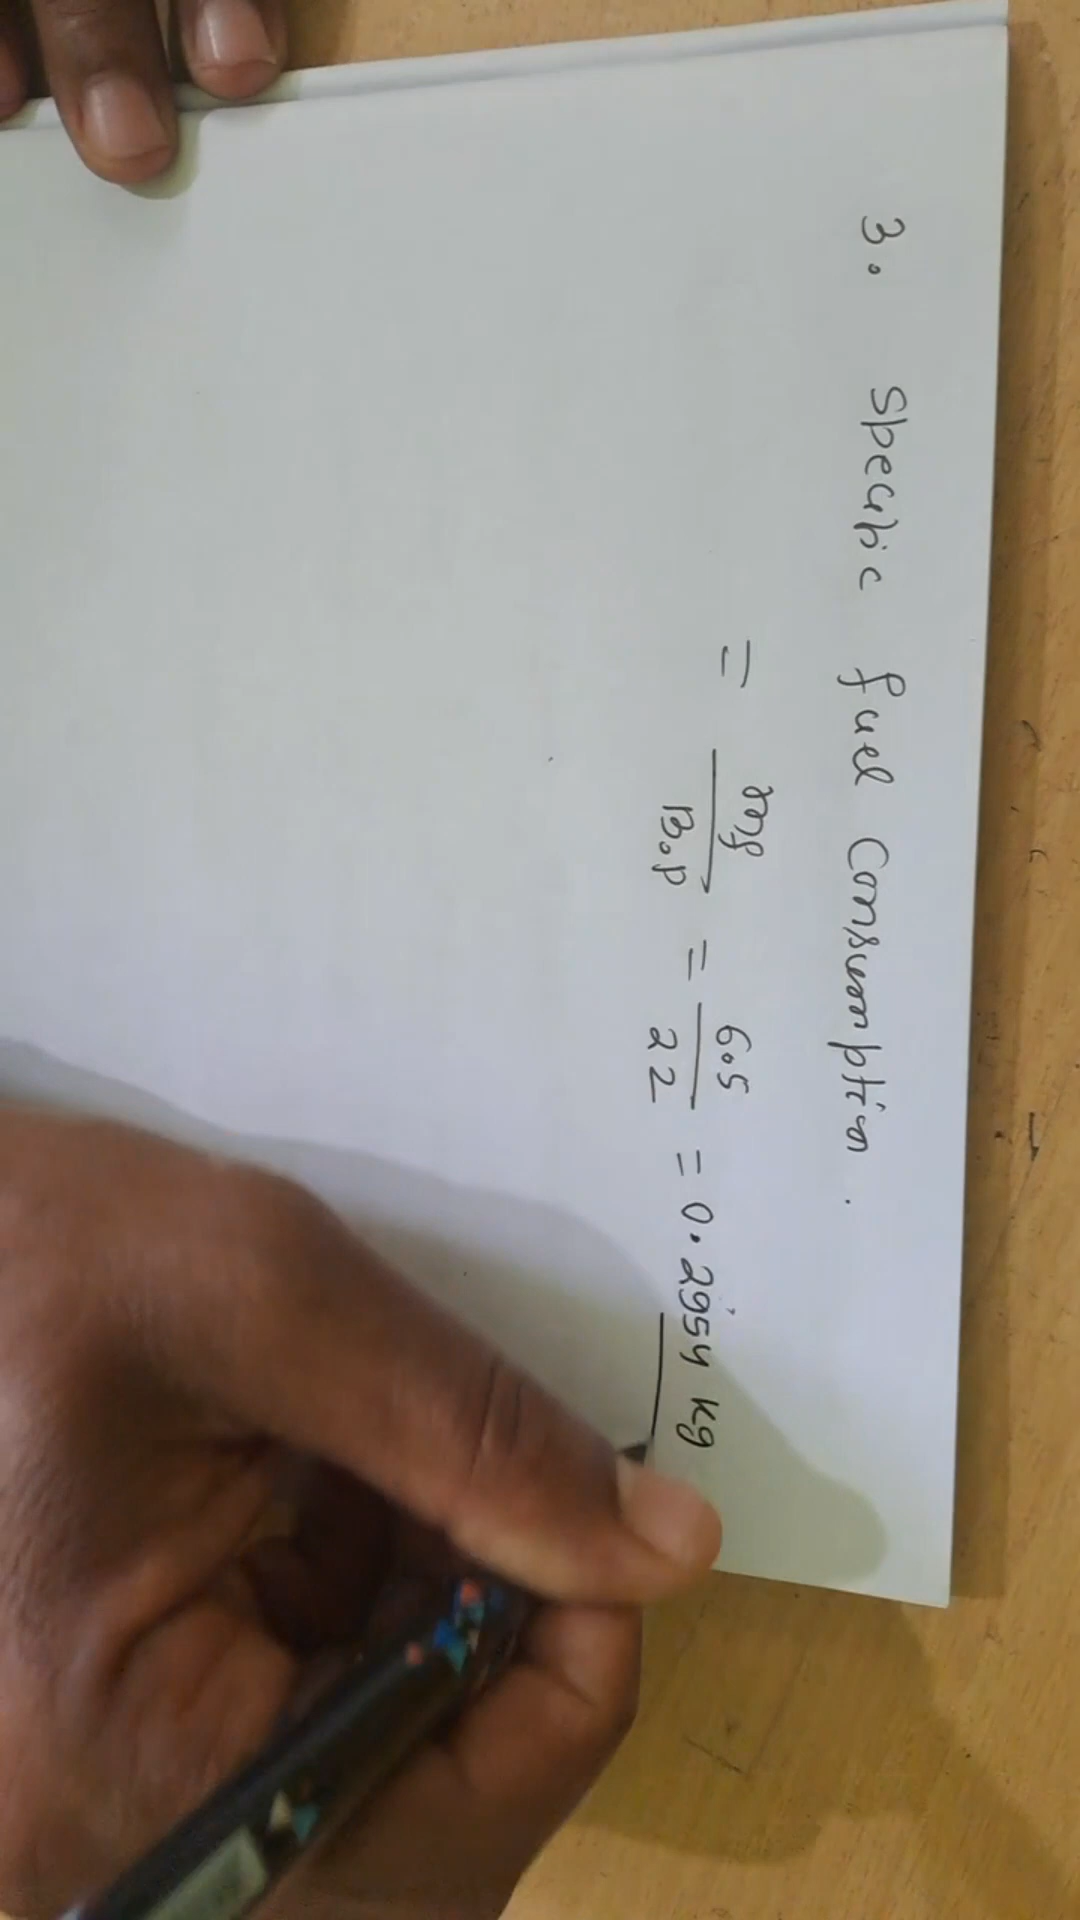 3. Specific fuel Consumption.
= mf / B.P = 6.5 / 22 = 0.2954 kg